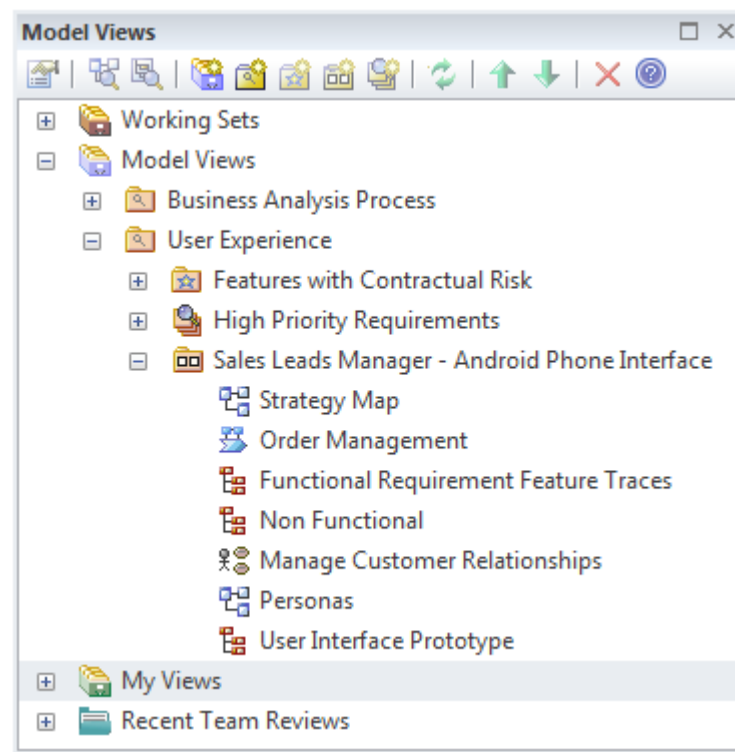 Model Views
Working Sets
Model Views
Business Analysis Process
User Experience
Features with Contractual Risk
High Priority Requirements
Sales Leads Manager - Android Phone Interface
Strategy Map
Order Management
Functional Requirement Feature Traces
Non Functional
Manage Customer Relationships
Personas
User Interface Prototype
My Views
Recent Team Reviews